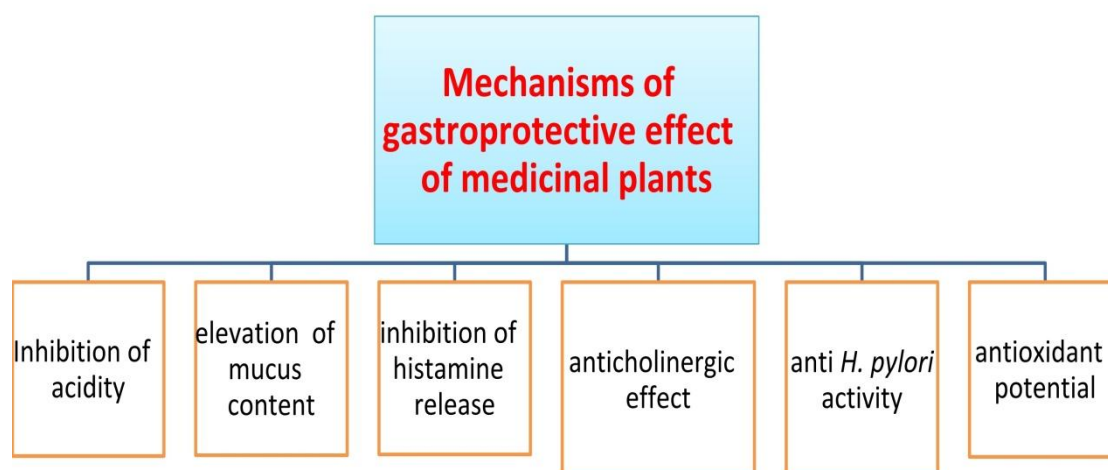 Mechanisms of
gastroprotective effect
of medicinal plants
Inhibition of
acidity
elevation of
mucus
content
inhibition of
histamine
release
anticholinergic
effect
anti H. pylori
activity
antioxidant
potential